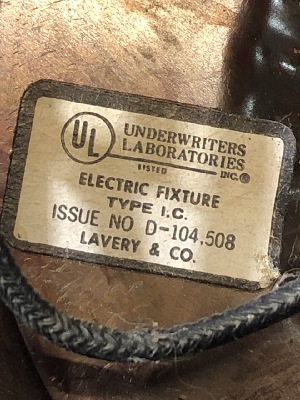 UL
UNDERWRITERS
LABORATORIES
LISTED INC. ®
ELECTRIC FIXTURE
TYPE I.C.
ISSUE NO D-104,508
LAVERY & CO.